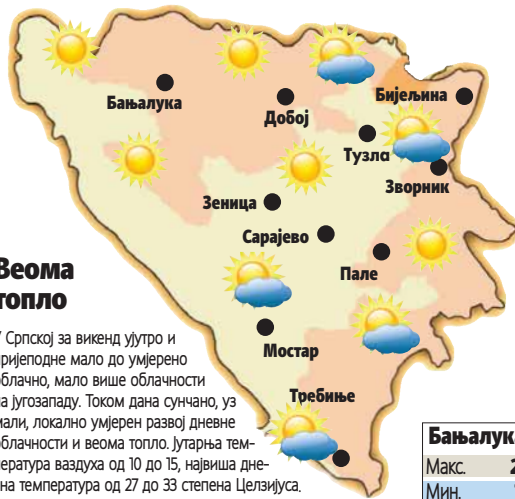 Бањалука
Добој
Бијељина
Тузла
Зворник
Зеница
Сарајево
Пале
Мостар
Требиње
Веома
топло
Српској за викенд ујутро и
пријеподне мало до умјерено
облачно, мало више облачности
на југозападу. Током дана сунчано, уз
мали, локално умјерен развој дневне
облачности и веома топло. Јутарња тем-
пература ваздуха од 10 до 15, највиша дне-
на температура од 27 до 33 степена Целзијуса.
Бањалука
Макс.
Мин.